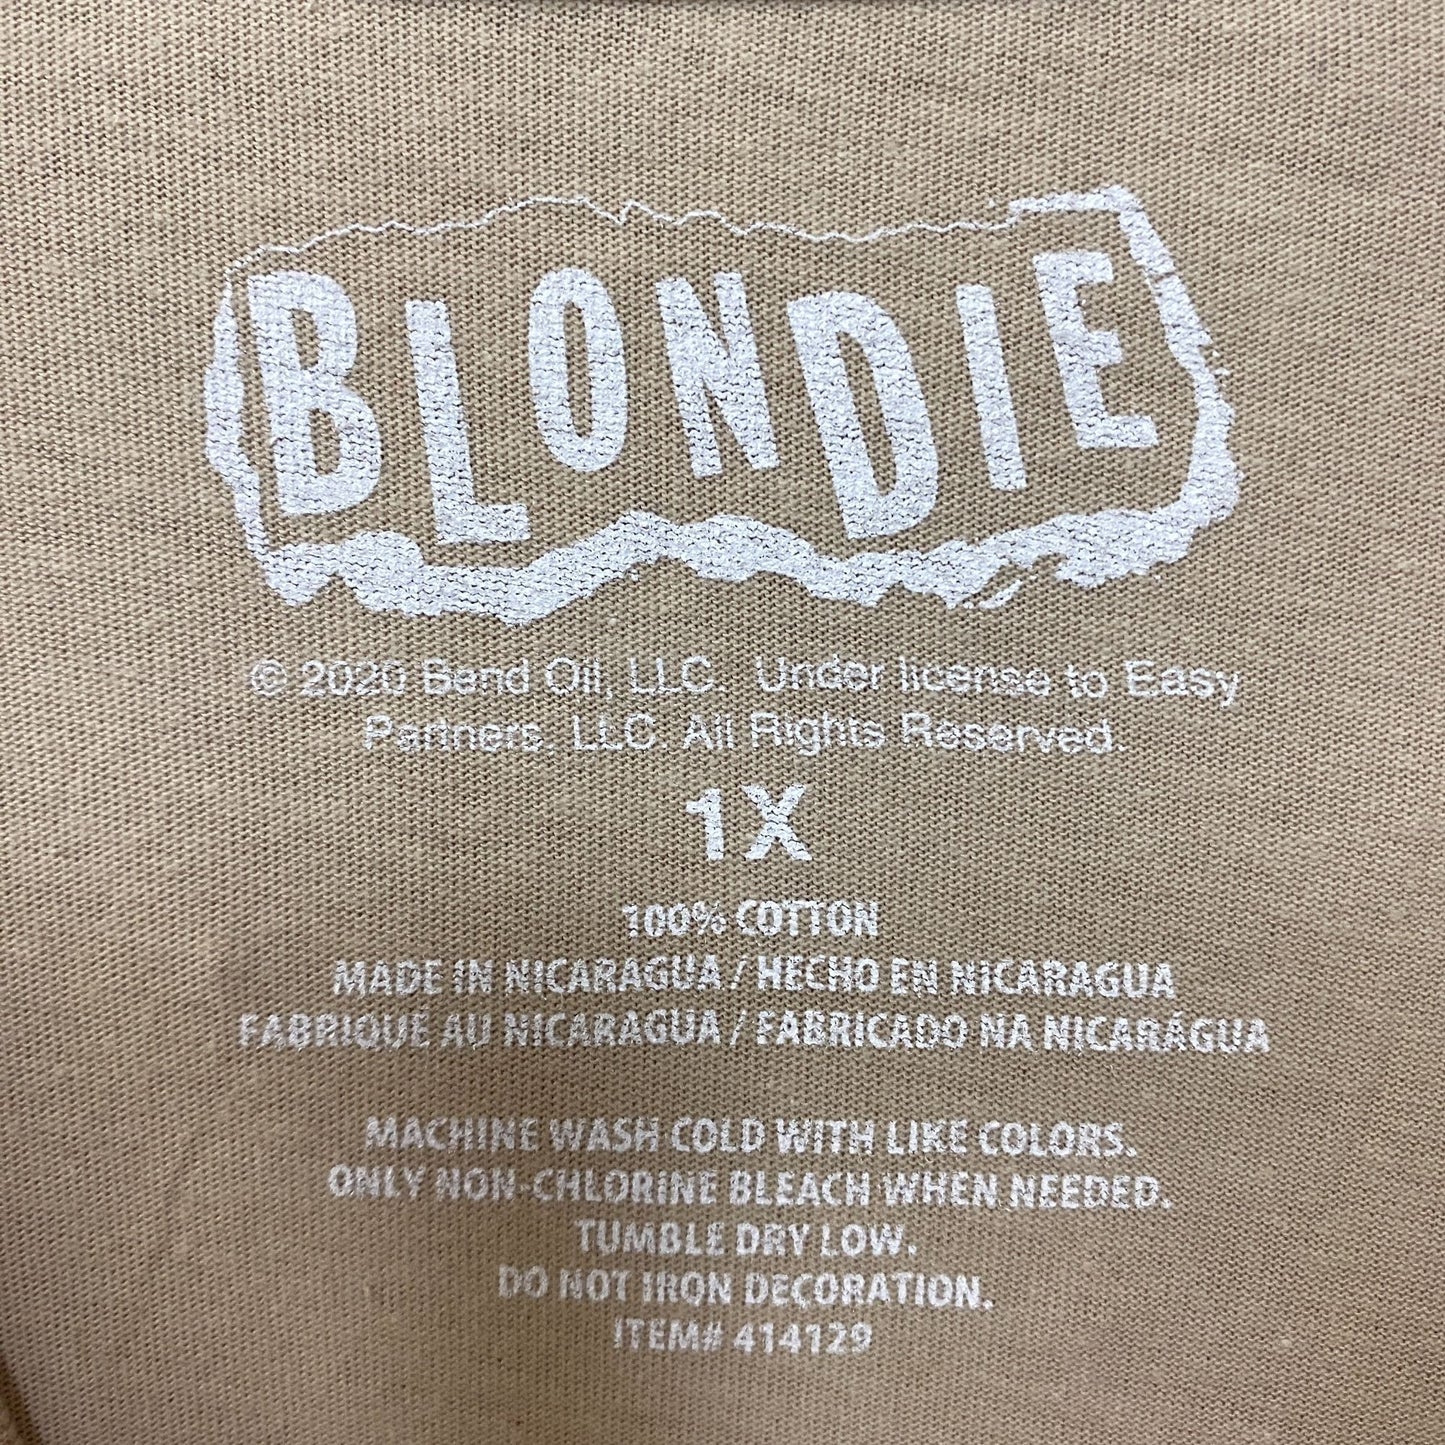 BLONDIE
© 2020 Bend Oil, LLC. Under license to Easy
Partners. LLC. All Rights Reserved.
1X
100% COTTON
MADE IN NICARAGUA / HECHO EN NICARAGUA
FABRIQUE AU NICARAGUA / FABRICADO NA NICARÁGUA
MACHINE WASH COLD WITH LIKE COLORS.
ONLY NON-CHLORINE BLEACH WHEN NEEDED.
TUMBLE DRY LOW.
DO NOT IRON DECORATION.
ITEM# 414129